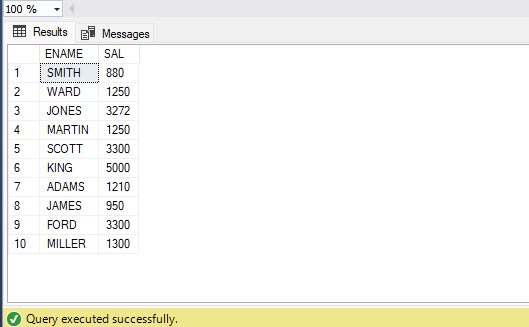 100 %
Results Messages
ENAME SAL
1 SMITH 880
2 WARD 1250
3 JONES 3272
4 MARTIN 1250
5 SCOTT 3300
6 KING 5000
7 ADAMS 1210
8 JAMES 950
9 FORD 3300
10 MILLER 1300
Query executed successfully.